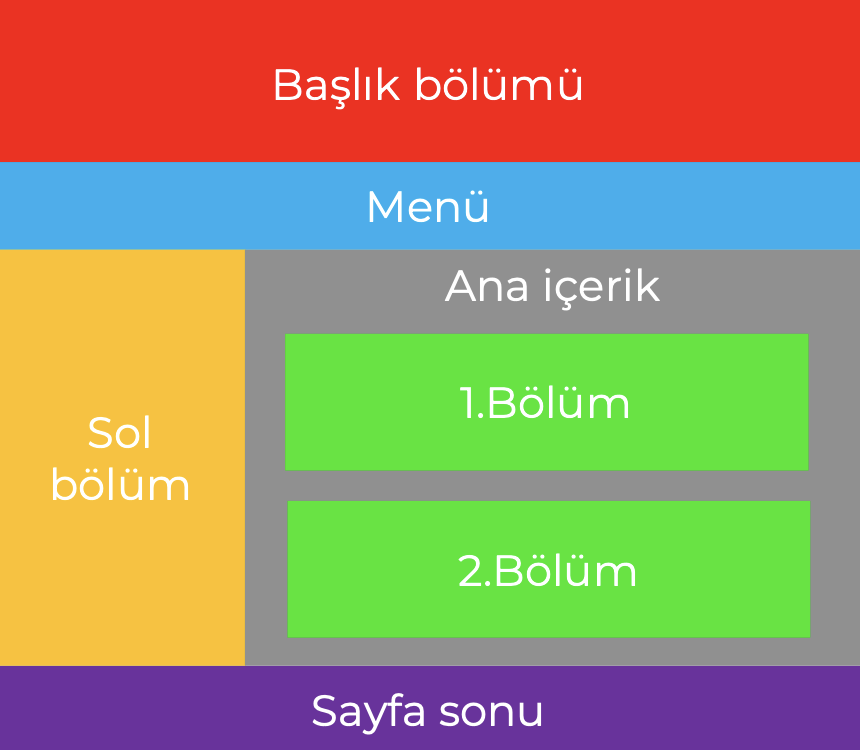 Başlık bölümü
Menü
Ana içerik
Sol
bölüm
1.Bölüm
2.Bölüm
Sayfa sonu